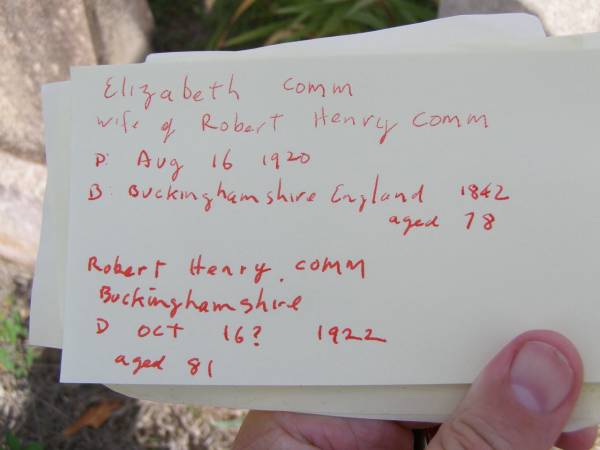 Elizabeth Comm
wife of Robert Henry Comm
D: Aug 16 1920
B: Buckinghamshire England 1842
aged 78
Robert Henry. Comm
Buckinghamshire
D Oct 16? 1922
aged 81